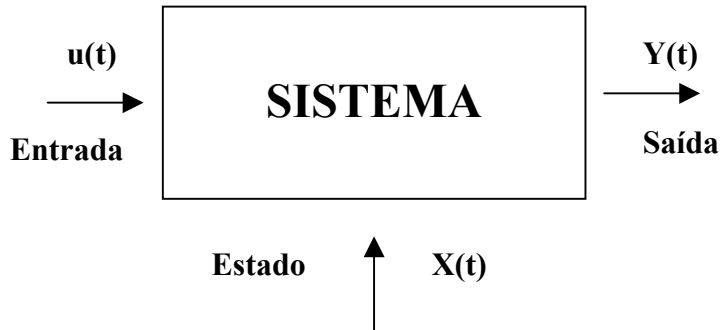 u(t)
Y(t)
SISTEMA
Entrada
Saída
Estado X(t)